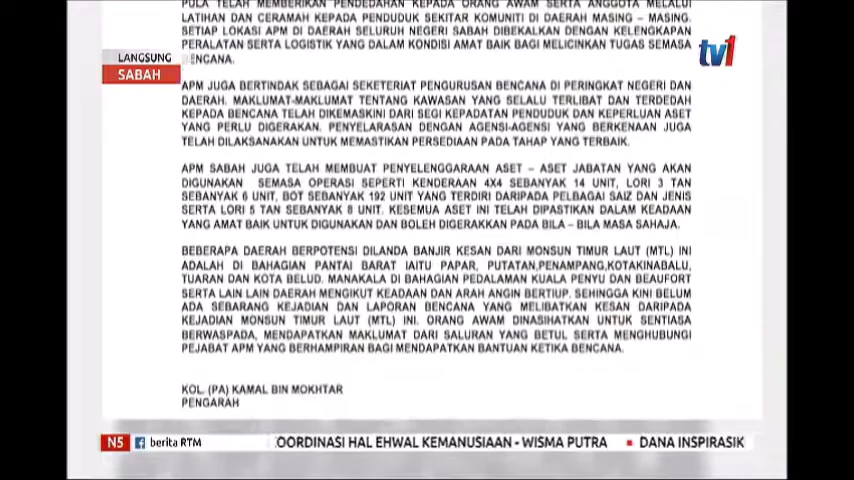 PULA TELAH MEMBERIKAN PENDEDAHAN KEPADA ORANG AWAM SERTA ANGGOTA MELALUI
LATIHAN DAN CERAMAH KEPADA PENDUDUK SEKITAR KOMUNITI DI DAERAH MASING – MASING.
SETIAP LOKASI APM DI DAERAH SELURUH NEGERI SABAH DIBEKALKAN DENGAN KELENGKAPAN
PERALATAN SERTA LOGISTIK YANG DALAM KONDISI AMAT BAIK BAGI MELICINKAN TUGAS SEMASA
BENCANA.
LANGSUNG
SABAH
tv1
APM JUGA BERTINDAK SEBAGAI SEKETERIAT PENGURUSAN BENCANA DI PERINGKAT NEGERI DAN
DAERAH. MAKLUMAT-MAKLUMAT TENTANG KAWASAN YANG SELALU TERLIBAT DAN TERDEDAH
KEPADA BENCANA TELAH DIKEMASKINI DARI SEGI KEPADATAN PENDUDUK DAN KEPERLUAN ASET
YANG PERLU DIGERAKAN. PENYELARASAN DENGAN AGENSI-AGENSI YANG BERKENAAN JUGA
TELAH DILAKSANAKAN UNTUK MEMASTIKAN PERSEDIAAN PADA TAHAP YANG TERBAIK.
APM SABAH JUGA TELAH MEMBUAT PENYELENGGARAAN ASET – ASET JABATAN YANG AKAN
DIGUNAKAN SEMASA OPERASI SEPERTI KENDERAAN 4X4 SEBANYAK 14 UNIT, LORI 3 TAN
SEBANYAK 6 UNIT, BOT SEBANYAK 192 UNIT YANG TERDIRI DARIPADA PELBAGAI SAIZ DAN JENIS
SERTA LORI 5 TAN SEBANYAK 8 UNIT. KESEMUA ASET INI TELAH DIPASTIKAN DALAM KEADAAN
YANG AMAT BAIK UNTUK DIGUNAKAN DAN BOLEH DIGERAKKAN PADA BILA – BILA MASA SAHAJA.
BEBERAPA DAERAH BERPOTENSI DILANDA BANJIR KESAN DARI MONSUN TIMUR LAUT (MTL) INI
ADALAH DI BAHAGIAN PANTAI BARAT IAITU PAPAR, PUTATAN,PENAMPANG,KOTAKINABALU,
TUARAN DAN KOTA BELUD. MANAKALA DI BAHAGIAN PEDALAMAN KUALA PENYU DAN BEAUFORT
SERTA LAIN LAIN DAERAH MENGIKUT KEADAAN DAN ARAH ANGIN BERTIUP. SEHINGGA KINI BELUM
ADA SEBARANG KEJADIAN DAN LAPORAN BENCANA YANG MELIBATKAN KESAN DARIPADA
KEJADIAN MONSUN TIMUR LAUT (MTL) INI. ORANG AWAM DINASIHATKAN UNTUK SENTIASA
BERWASPADA, MENDAPATKAN MAKLUMAT DARI SALURAN YANG BETUL SERTA MENGHUBUNGI
PEJABAT APM YANG BERHAMPIRAN BAGI MENDAPATKAN BANTUAN KETIKA BENCANA.
KOL. (PA) KAMAL BIN MOKHTAR
PENGARAH
N5 berita RTM OORDINASI HAL EHWAL KEMANUSIAAN - WISMA PUTRA ▪ DANA INSPIRASIK